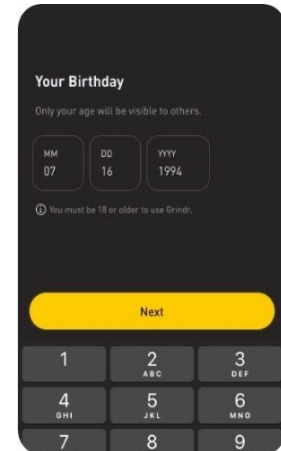 Your Birthday
Only your age will be visible to others.
MM DD YYYY
07 16 1994
You must be 18 or older to use Grindr.
Next
1 2 3
ABC DEF
4 5 6
GHI JKL MNO
7 8 9